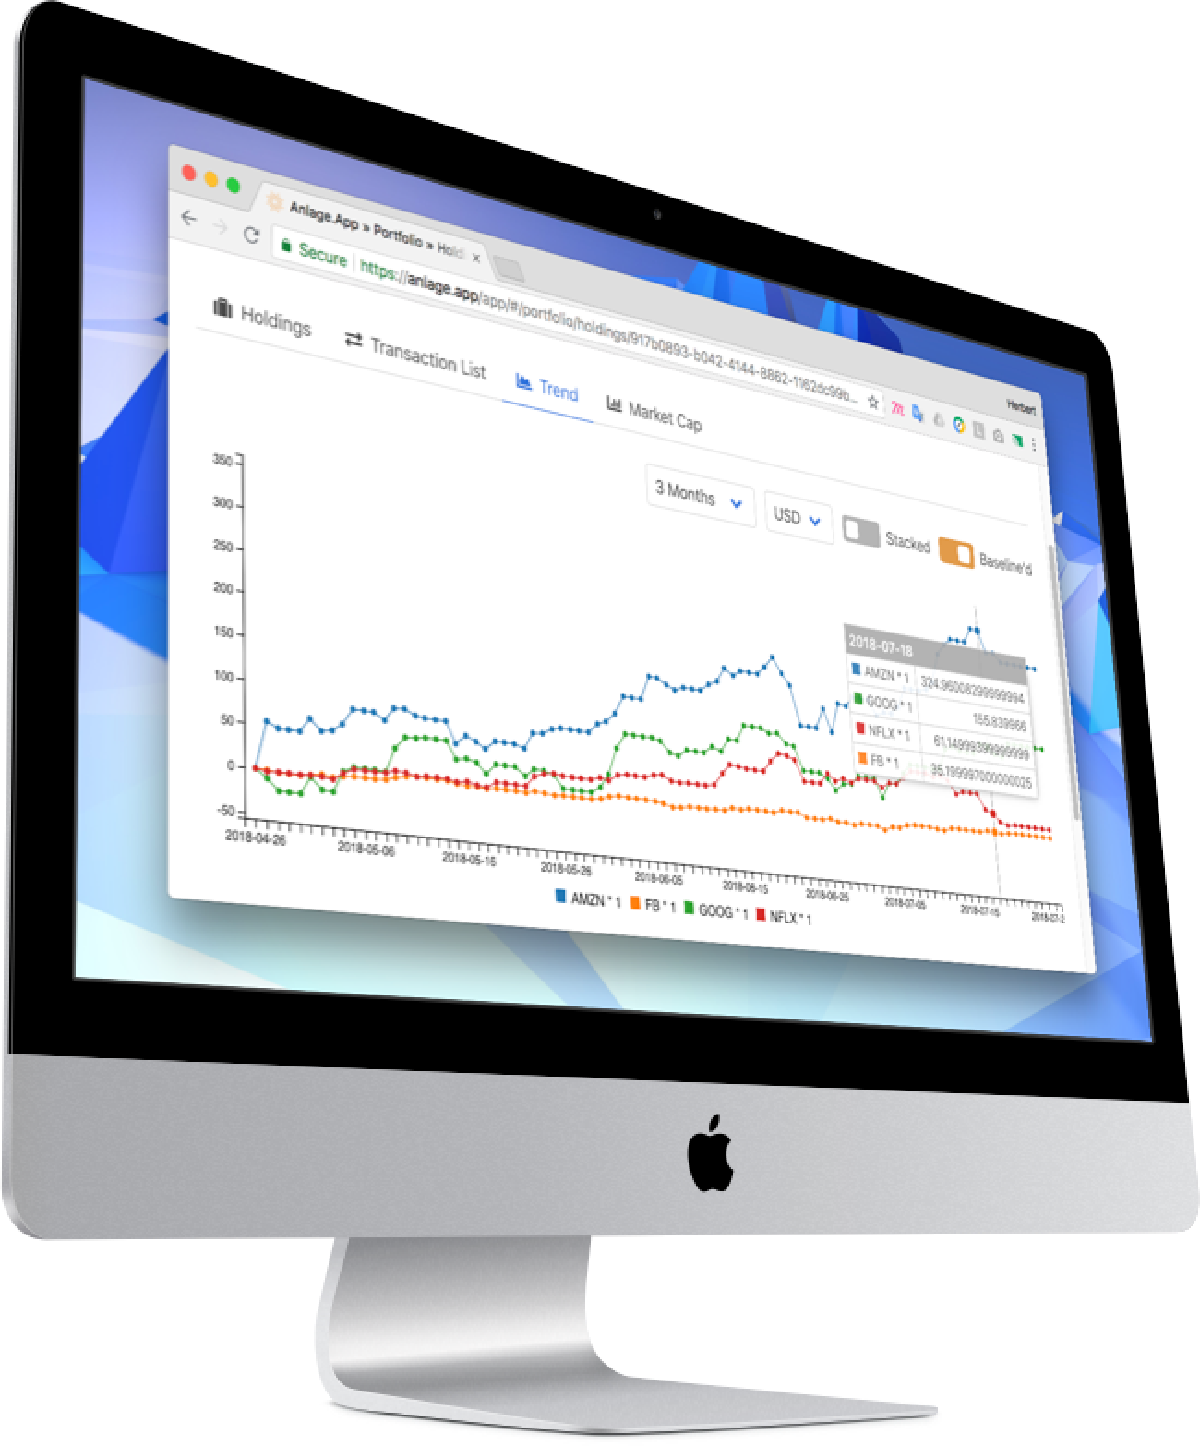 Anlage.App » Portfolio » Hold
Herbert
Secure https://anlage.app/app/#/portfolio/holdings/917b0893-b042-4144-8862-1162dc99b...
Holdings
Transaction List
Trend
Market Cap
3 Months
USD
Stacked
Baseline'd
350
300
250
200
150
100
50
0
-50
2018-07-18
AMZN * 1 324.96008299999994
GOOG * 1 155.839966
NFLX * 1 61.14999399999999
FB * 1 35.199997000000025
2018-04-26
2018-05-06
2018-05-16
2018-05-26
2018-06-05
2018-06-15
2018-06-25
2018-07-05
2018-07-15
2018-07-2
AMZN * 1 FB * 1 GOOG * 1 NFLX * 1